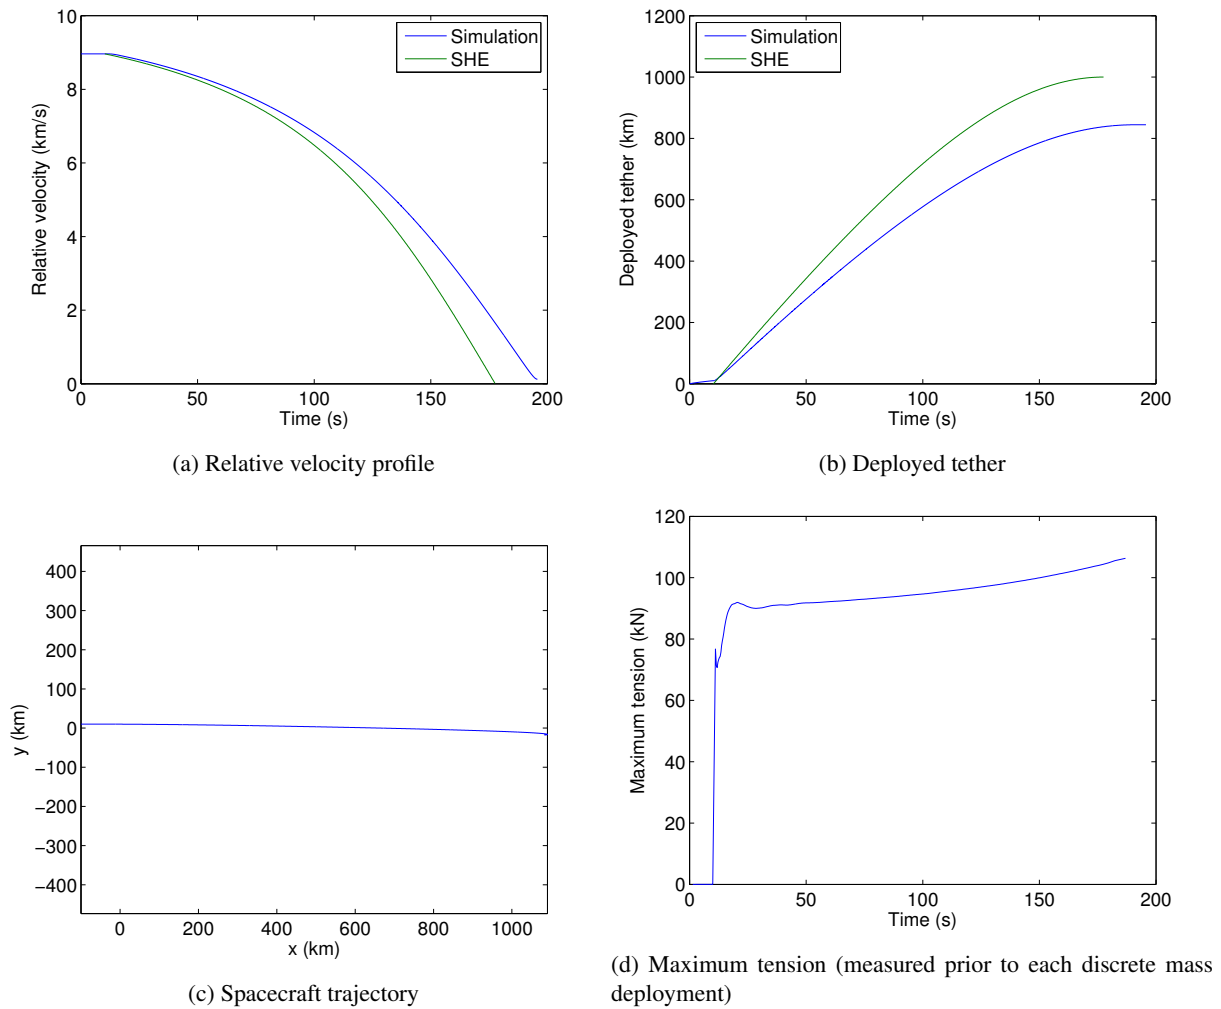 10
8
6
4
2
0
0
50
100
150
200
Relative velocity (km/s)
Time (s)
Simulation
SHE
(a) Relative velocity profile
1200
1000
800
600
400
200
0
0
50
100
150
200
Deployed tether (km)
Time (s)
Simulation
SHE
(b) Deployed tether
400
300
200
100
0
−100
−200
−300
−400
0
200
400
600
800
1000
y (km)
x (km)
(c) Spacecraft trajectory
120
100
80
60
40
20
0
0
50
100
150
200
Maximum tension (kN)
Time (s)
(d) Maximum tension (measured prior to each discrete mass
deployment)